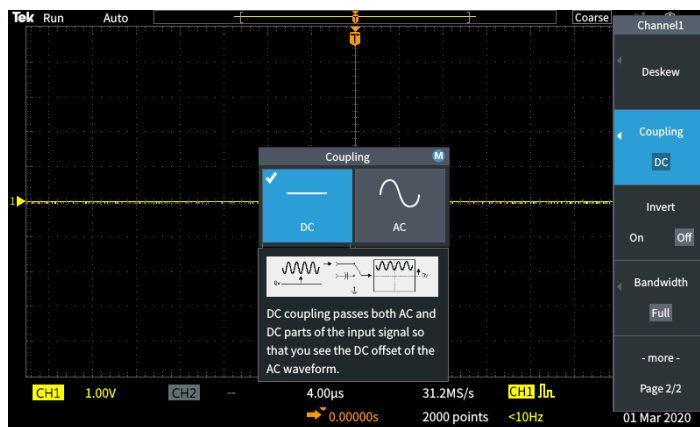 Tek Run Auto Coarse
T
T
Channel1
Deskew
Coupling
DC
Invert
On Off
Bandwidth
Full
- more -
Page 2/2
1
Coupling M
DC AC
0v 0v
DC coupling passes both AC and
DC parts of the input signal so
that you see the DC offset of the
AC waveform.
CH1 1.00V CH2 -- 4.00µs 31.2MS/s CH1
0.00000s 2000 points <10Hz 01 Mar 2020